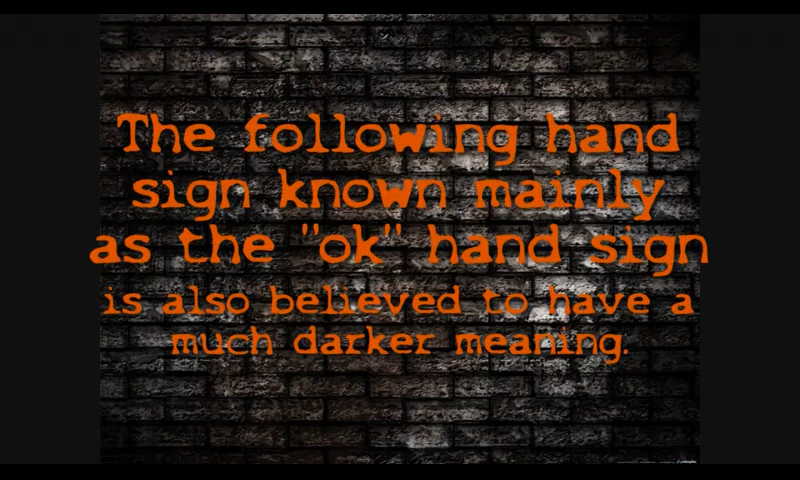 The following hand
sign known mainly
as the "ok" hand sign
is also believed to have a
much darker meaning.